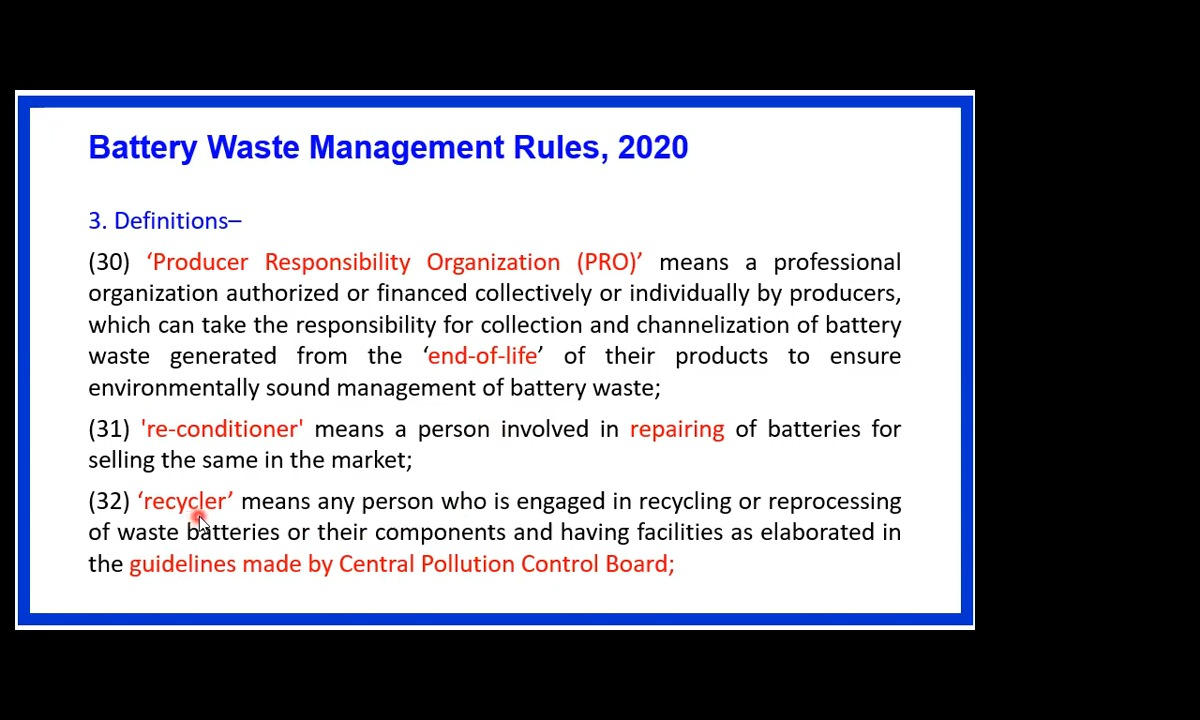 Battery Waste Management Rules, 2020
3. Definitions–
(30) ‘Producer Responsibility Organization (PRO)’ means a professional
organization authorized or financed collectively or individually by producers,
which can take the responsibility for collection and channelization of battery
waste generated from the ‘end-of-life’ of their products to ensure
environmentally sound management of battery waste;
(31) 're-conditioner' means a person involved in repairing of batteries for
selling the same in the market;
(32) ‘recycler’ means any person who is engaged in recycling or reprocessing
of waste batteries or their components and having facilities as elaborated in
the guidelines made by Central Pollution Control Board;